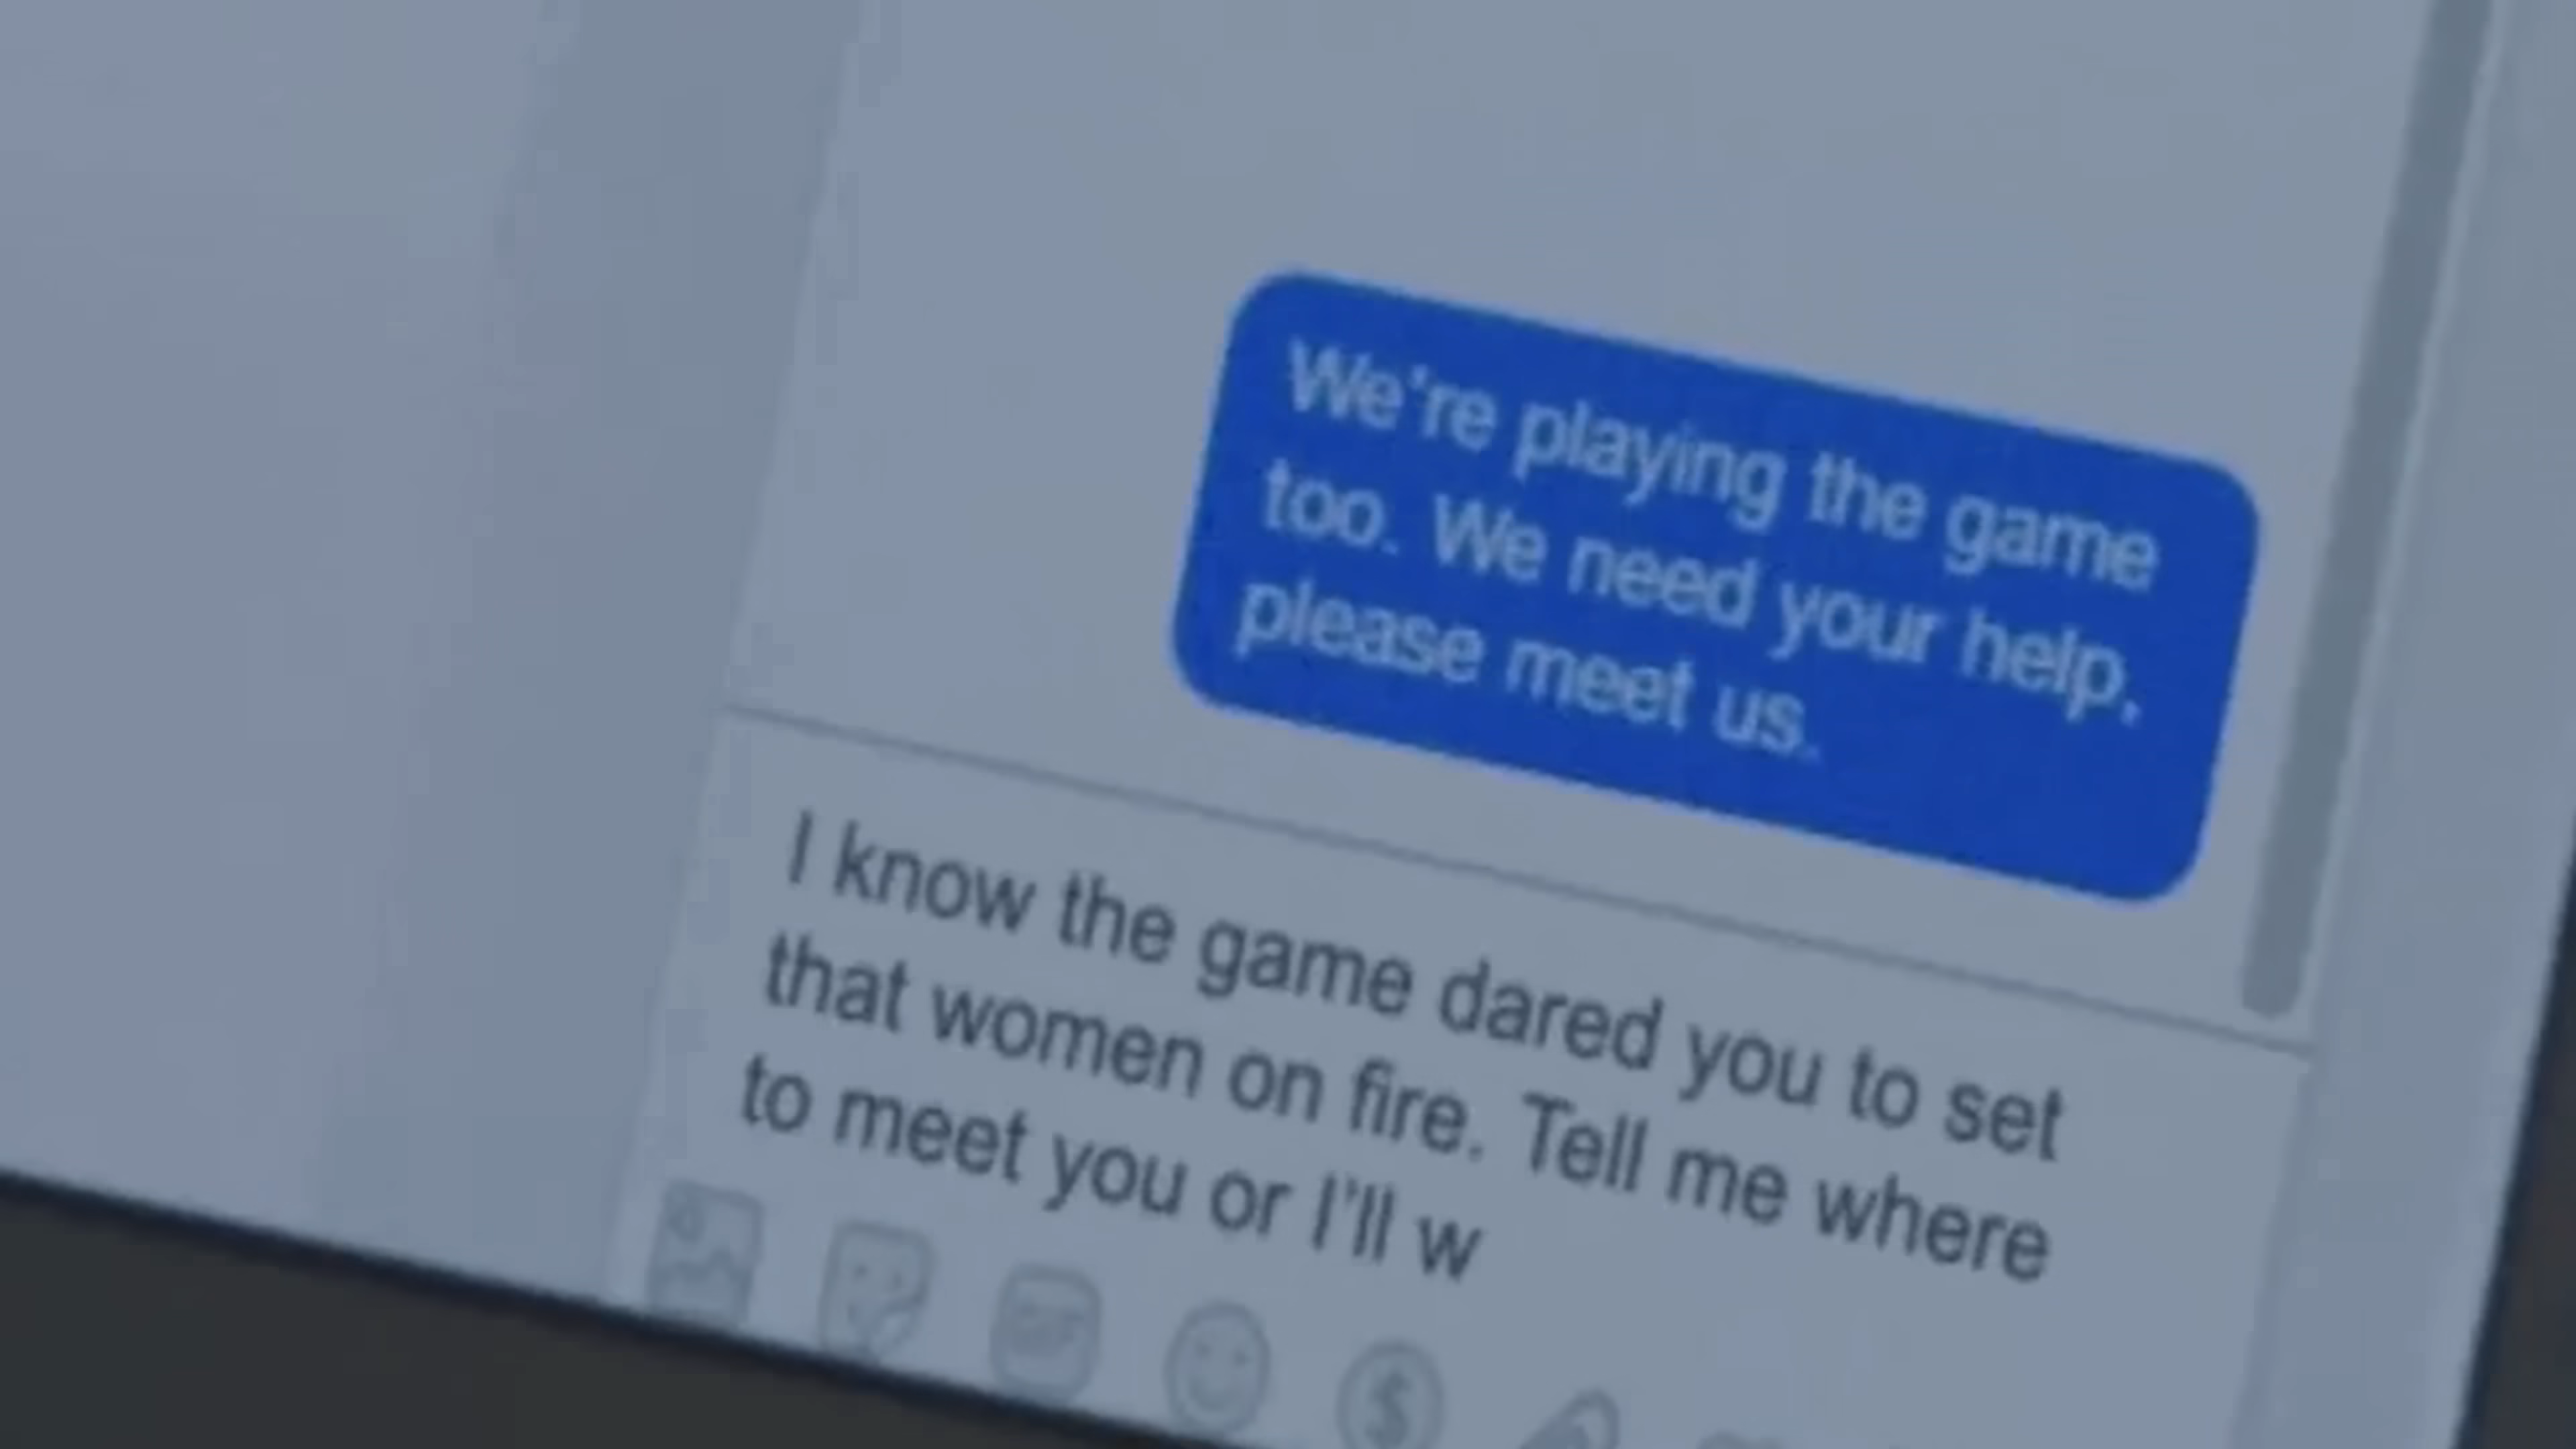 We're playing the game
too. We need your help,
please meet us.
I know the game dared you to set
that women on fire. Tell me where
to meet you or I'll w
GIF
$